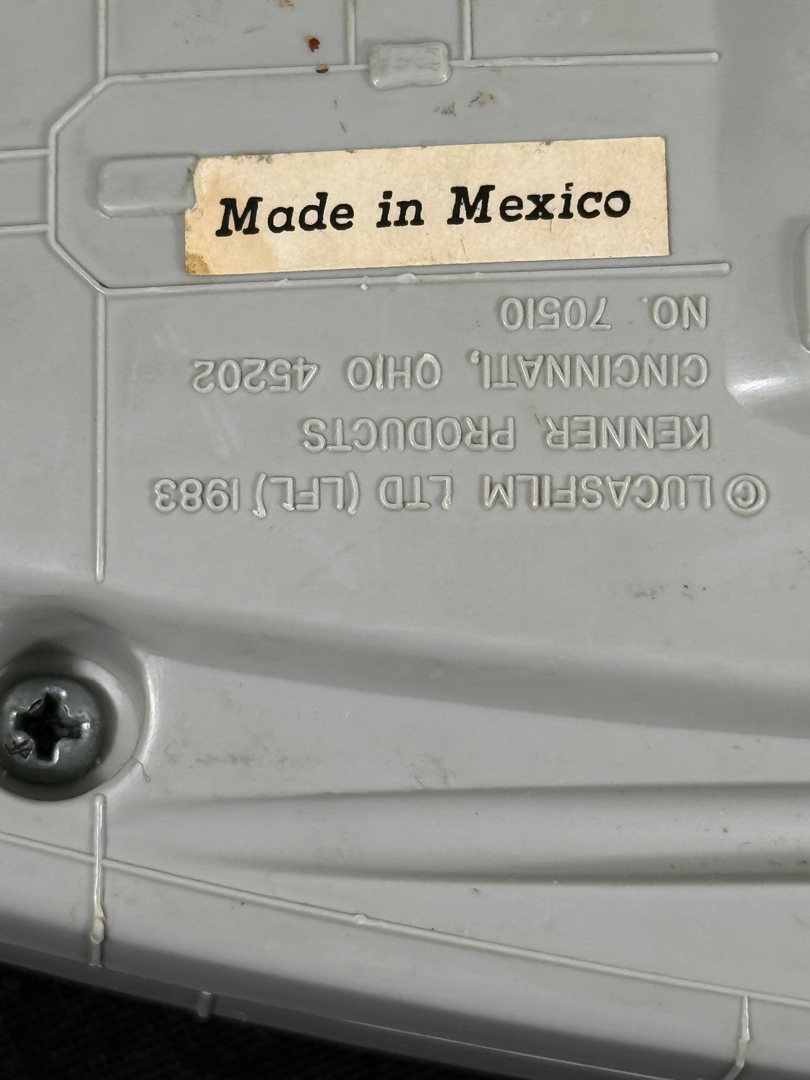 Made in Mexico
© LUCASFILM LTD (LFL) 1983
KENNER PRODUCTS
CINCINNATI, OHIO 45202
NO. 70510